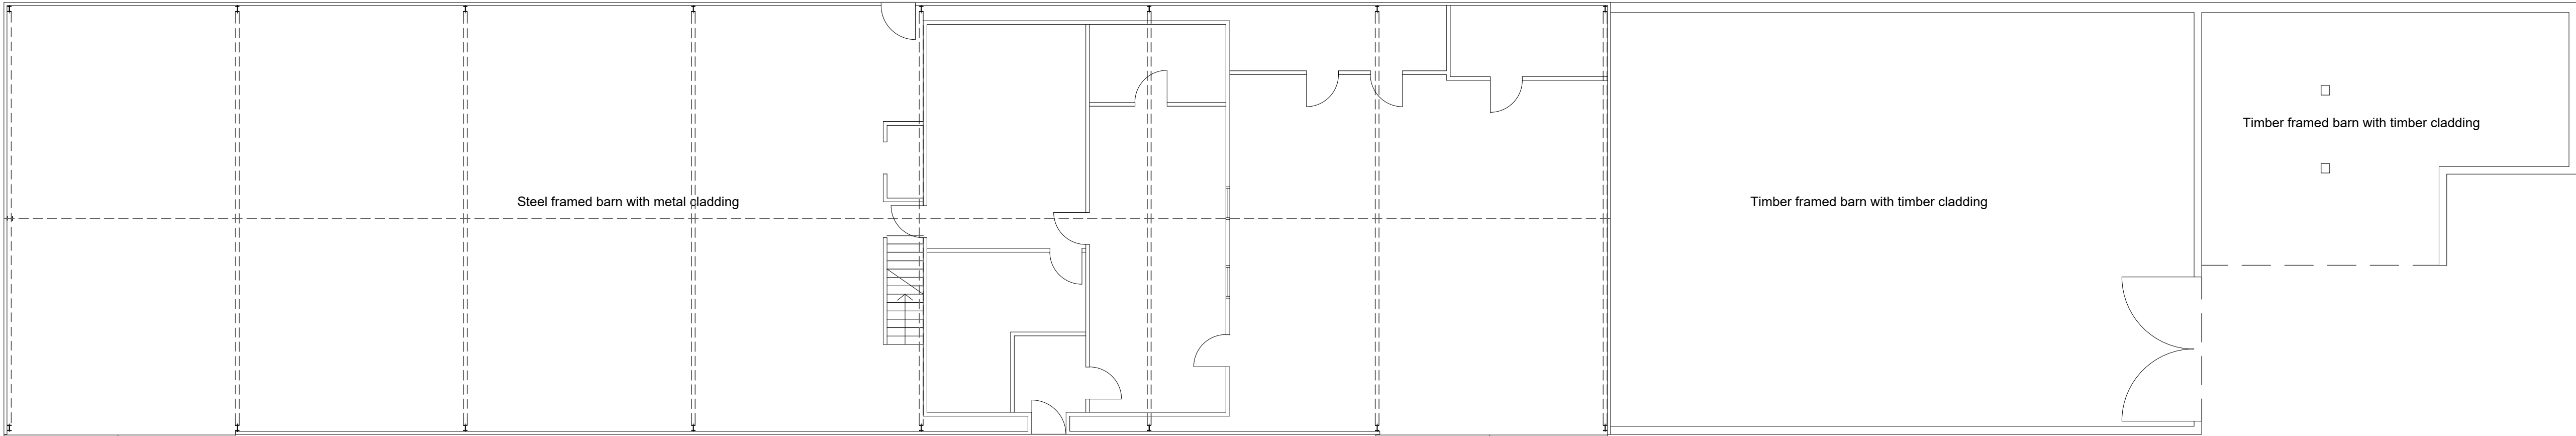 Steel framed barn with metal cladding
Timber framed barn with timber cladding
Timber framed barn with timber cladding